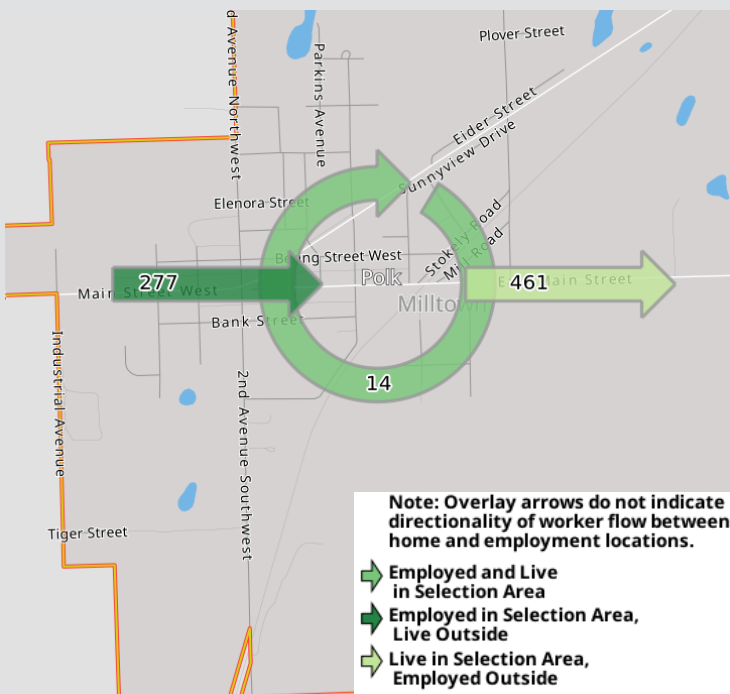 d Avenue Northwest
Parkins Avenue
Plover Street
Eider Street
Sunnyview Drive
Elenora Street
Stokely Road
Mill Road
Bering Street West
Polk
277
461
East Main Street
Main Street West
Milltown
Bank Street
14
Industrial Avenue
2nd Avenue Southwest
Tiger Street
Note: Overlay arrows do not indicate
directionality of worker flow between
home and employment locations.
Employed and Live
in Selection Area
Employed in Selection Area,
Live Outside
Live in Selection Area,
Employed Outside